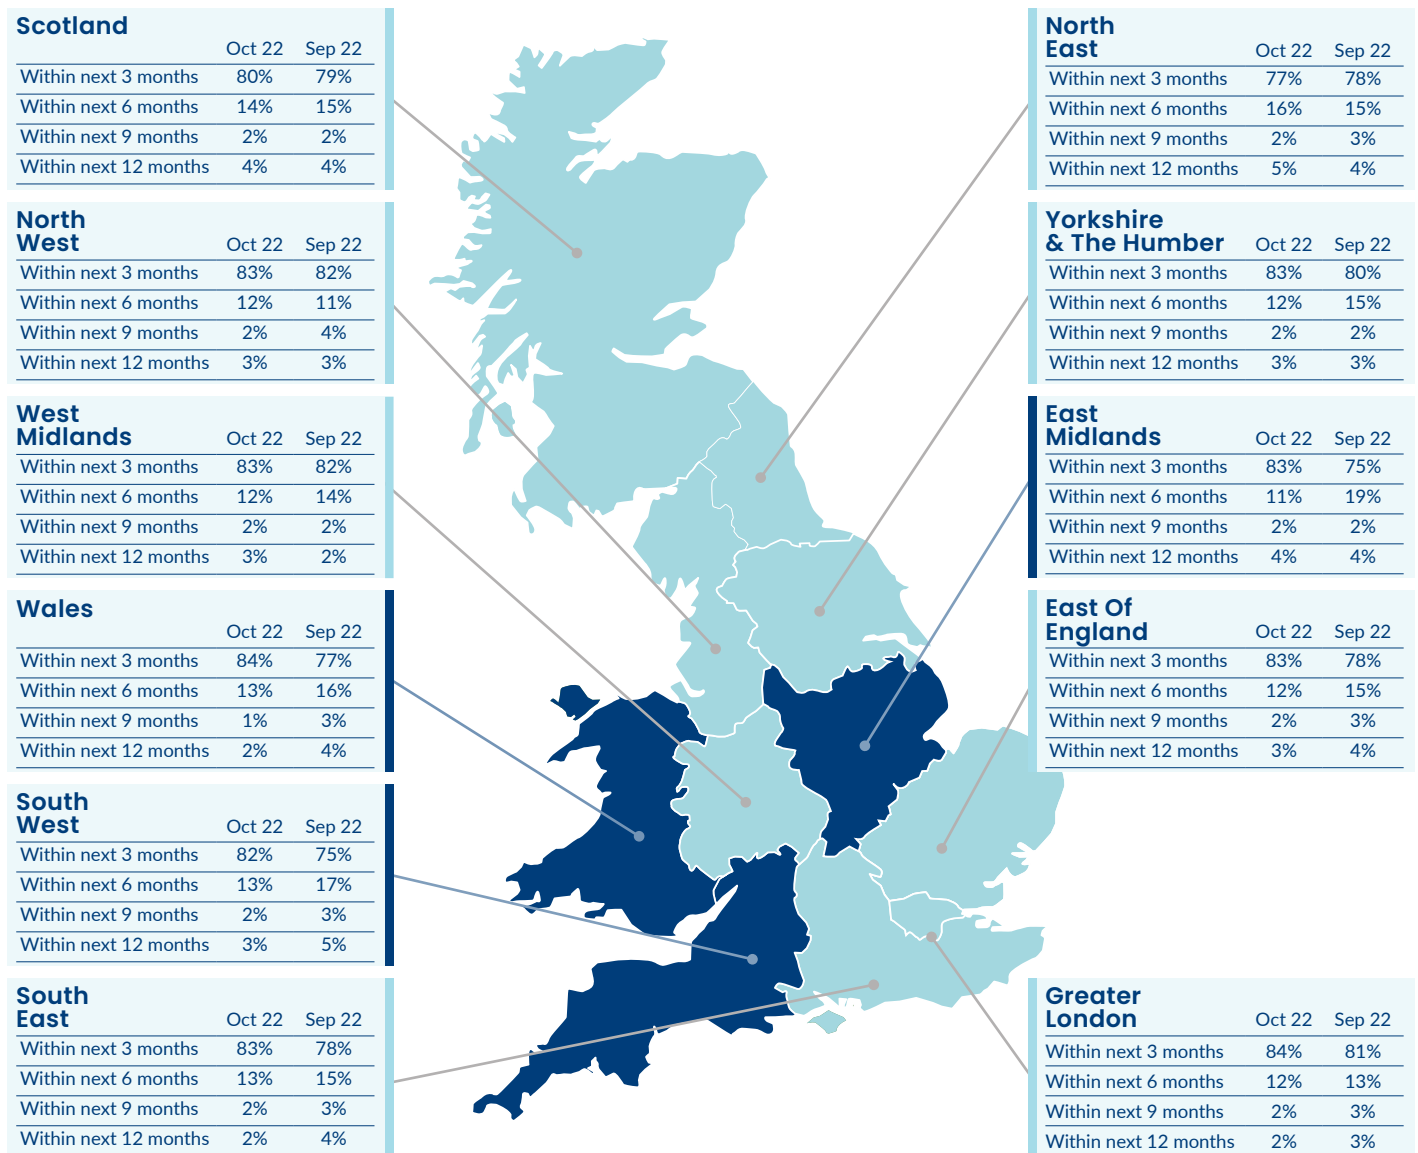 Scotland
Oct 22 Sep 22
Within next 3 months 80% 79%
Within next 6 months 14% 15%
Within next 9 months 2% 2%
Within next 12 months 4% 4%
North
West
Oct 22 Sep 22
Within next 3 months 83% 82%
Within next 6 months 12% 11%
Within next 9 months 2% 4%
Within next 12 months 3% 3%
West
Midlands
Oct 22 Sep 22
Within next 3 months 83% 82%
Within next 6 months 12% 14%
Within next 9 months 2% 2%
Within next 12 months 3% 2%
Wales
Oct 22 Sep 22
Within next 3 months 84% 77%
Within next 6 months 13% 16%
Within next 9 months 1% 3%
Within next 12 months 2% 4%
South
West
Oct 22 Sep 22
Within next 3 months 82% 75%
Within next 6 months 13% 17%
Within next 9 months 2% 3%
Within next 12 months 3% 5%
South
East
Oct 22 Sep 22
Within next 3 months 83% 78%
Within next 6 months 13% 15%
Within next 9 months 2% 3%
Within next 12 months 2% 4%
North
East
Oct 22 Sep 22
Within next 3 months 77% 78%
Within next 6 months 16% 15%
Within next 9 months 2% 3%
Within next 12 months 5% 4%
Yorkshire
& The Humber
Oct 22 Sep 22
Within next 3 months 83% 80%
Within next 6 months 12% 15%
Within next 9 months 2% 2%
Within next 12 months 3% 3%
East
Midlands
Oct 22 Sep 22
Within next 3 months 83% 75%
Within next 6 months 11% 19%
Within next 9 months 2% 2%
Within next 12 months 4% 4%
East Of
England
Oct 22 Sep 22
Within next 3 months 83% 78%
Within next 6 months 12% 15%
Within next 9 months 2% 3%
Within next 12 months 3% 4%
Greater
London
Oct 22 Sep 22
Within next 3 months 84% 81%
Within next 6 months 12% 13%
Within next 9 months 2% 3%
Within next 12 months 2% 3%